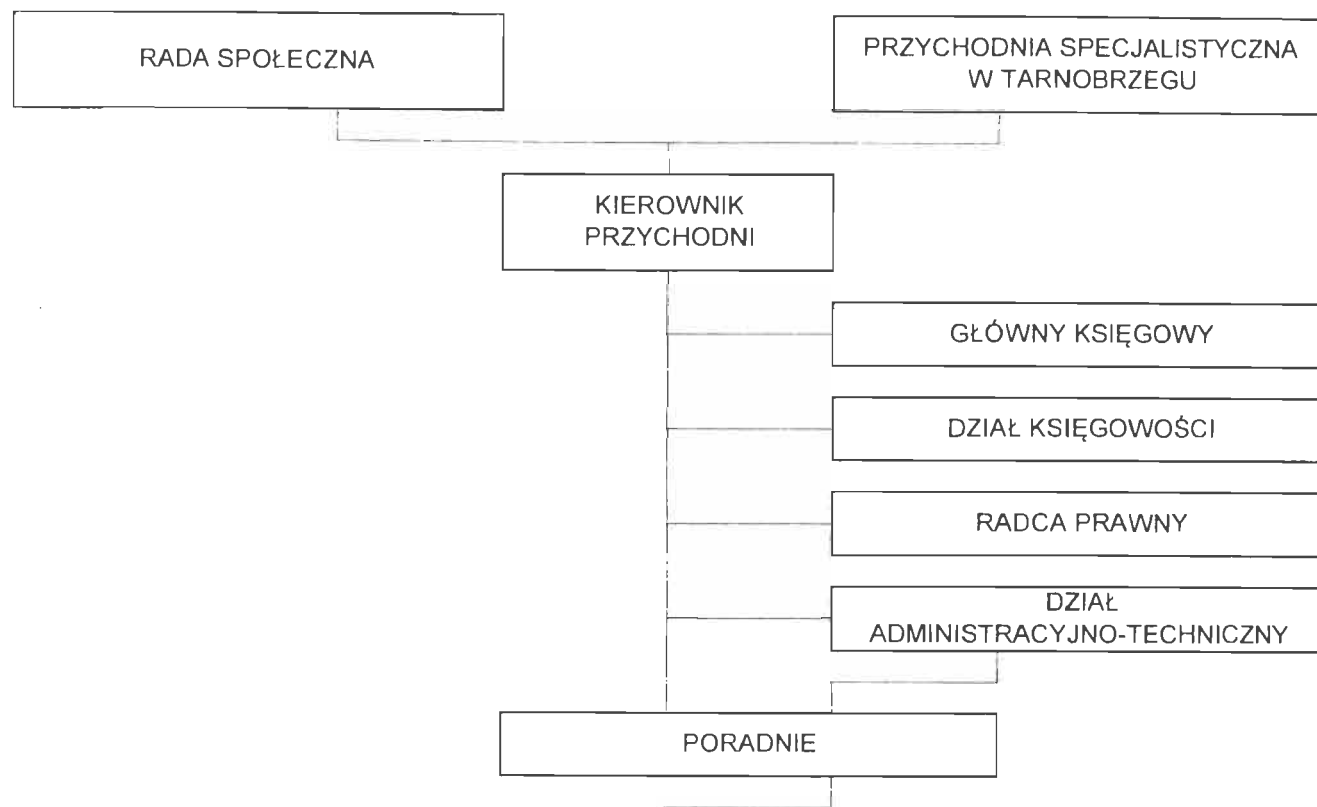 RADA SPOŁECZNA
PRZYCHODNIA SPECJALISTYCZNA
W TARNOBRZEGU
KIEROWNIK
PRZYCHODNI
GŁÓWNY KSIĘGOWY
DZIAŁ KSIĘGOWOŚCI
RADCA PRAWNY
DZIAŁ
ADMINISTRACYJNO-TECHNICZNY
PORADNIE